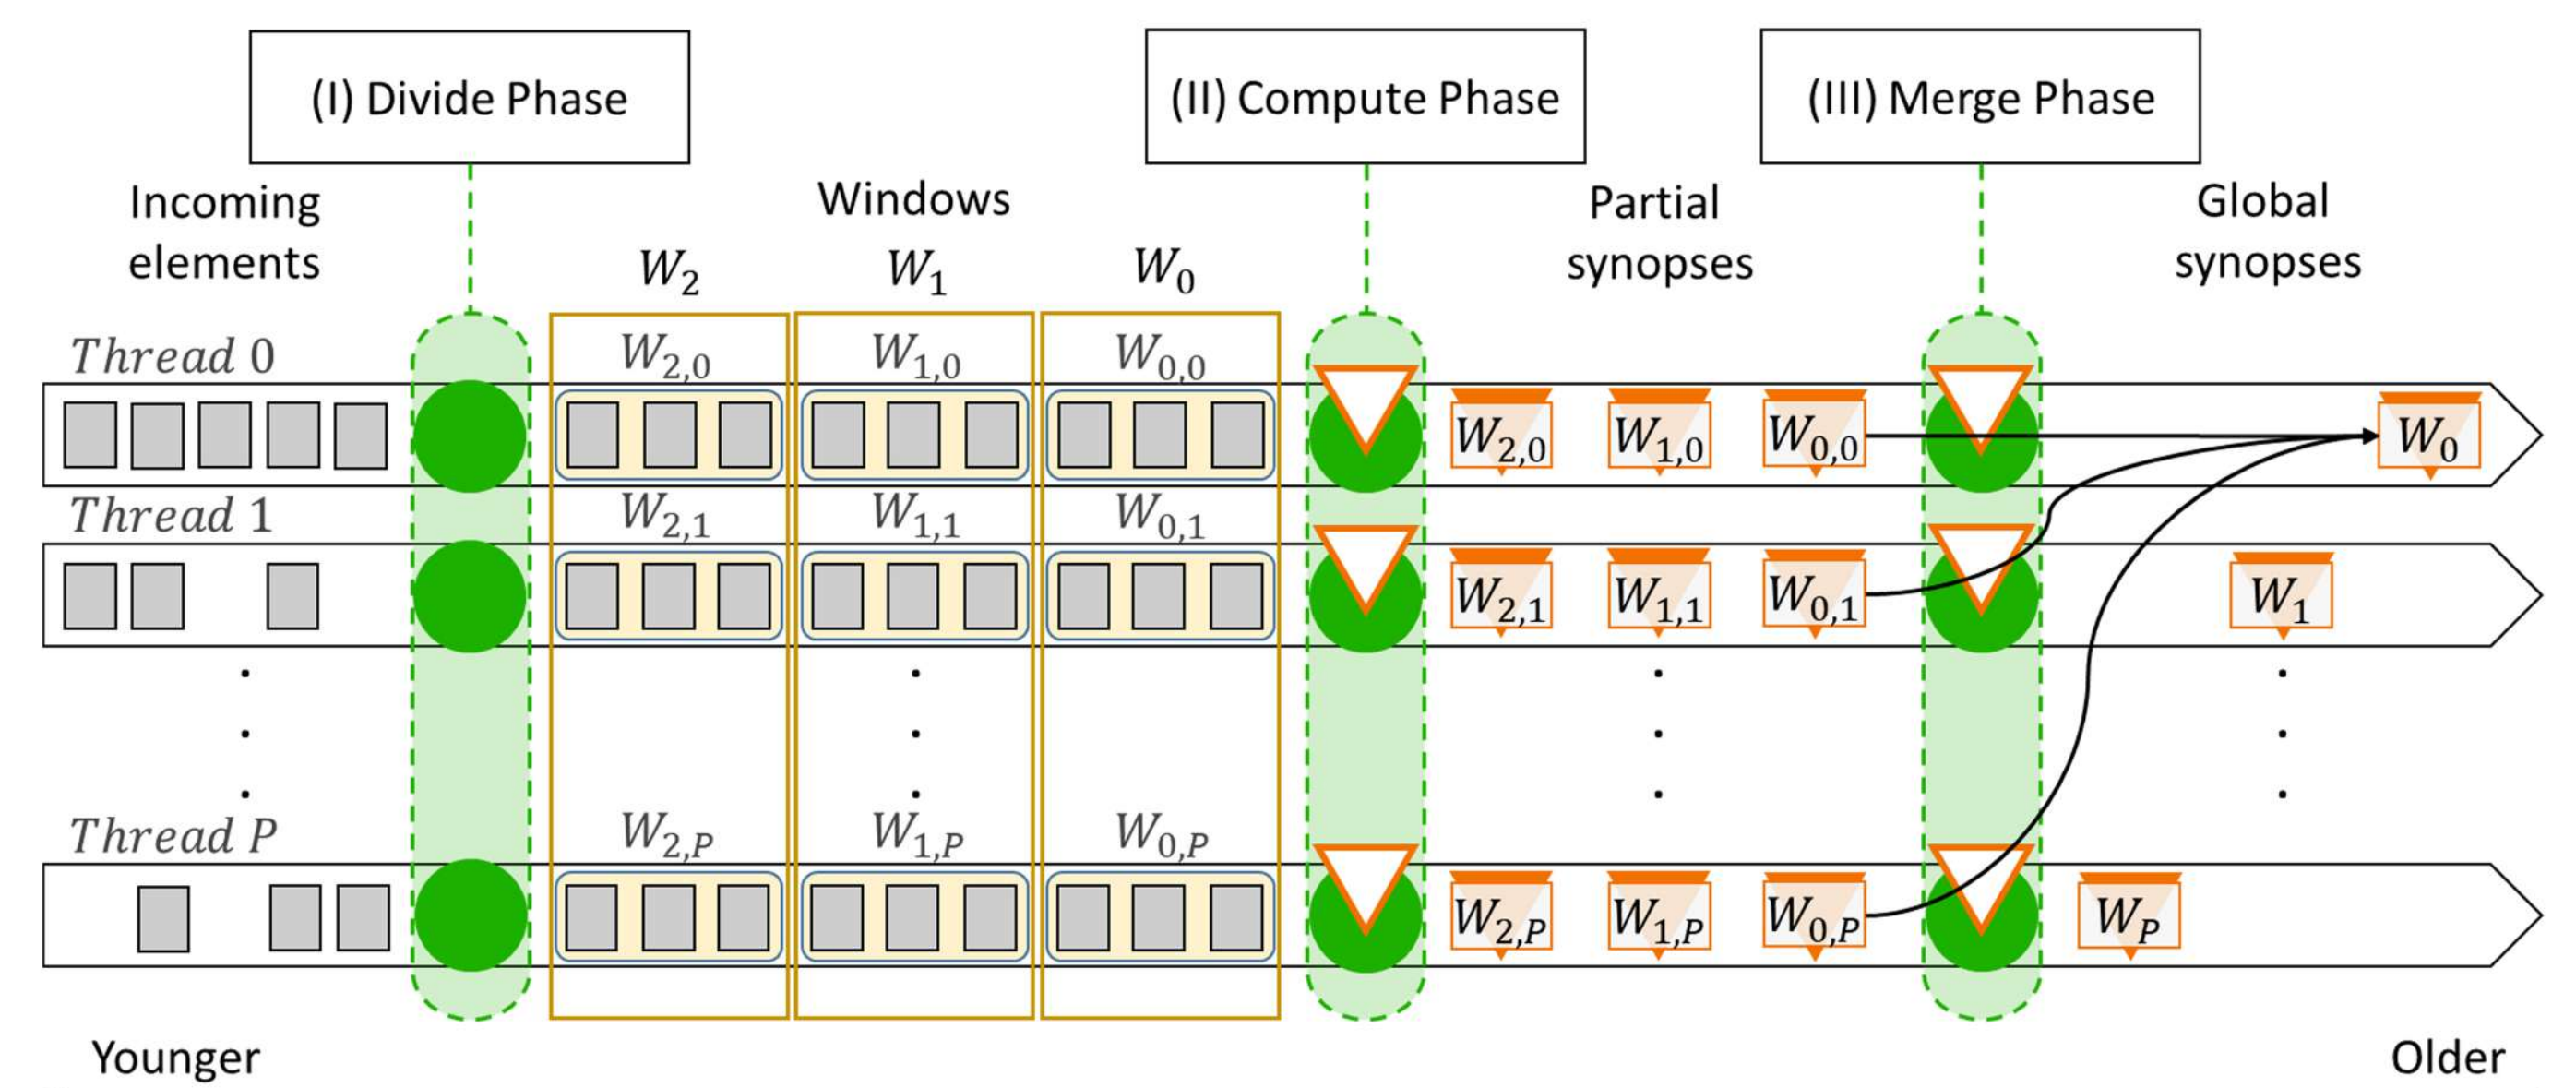 (I) Divide Phase
(II) Compute Phase
(III) Merge Phase
Incoming
elements
Windows
Partial
synopses
Global
synopses
W₂ W₁ W₀
Thread 0
W₂,₀ W₁,₀ W₀,₀
W₂,₀ W₁,₀ W₀,₀ W₀
Thread 1
W₂,₁ W₁,₁ W₀,₁
W₂,₁ W₁,₁ W₀,₁ W₁
Thread P
W₂,P W₁,P W₀,P
W₂,P W₁,P W₀,P W_P
Younger
Older